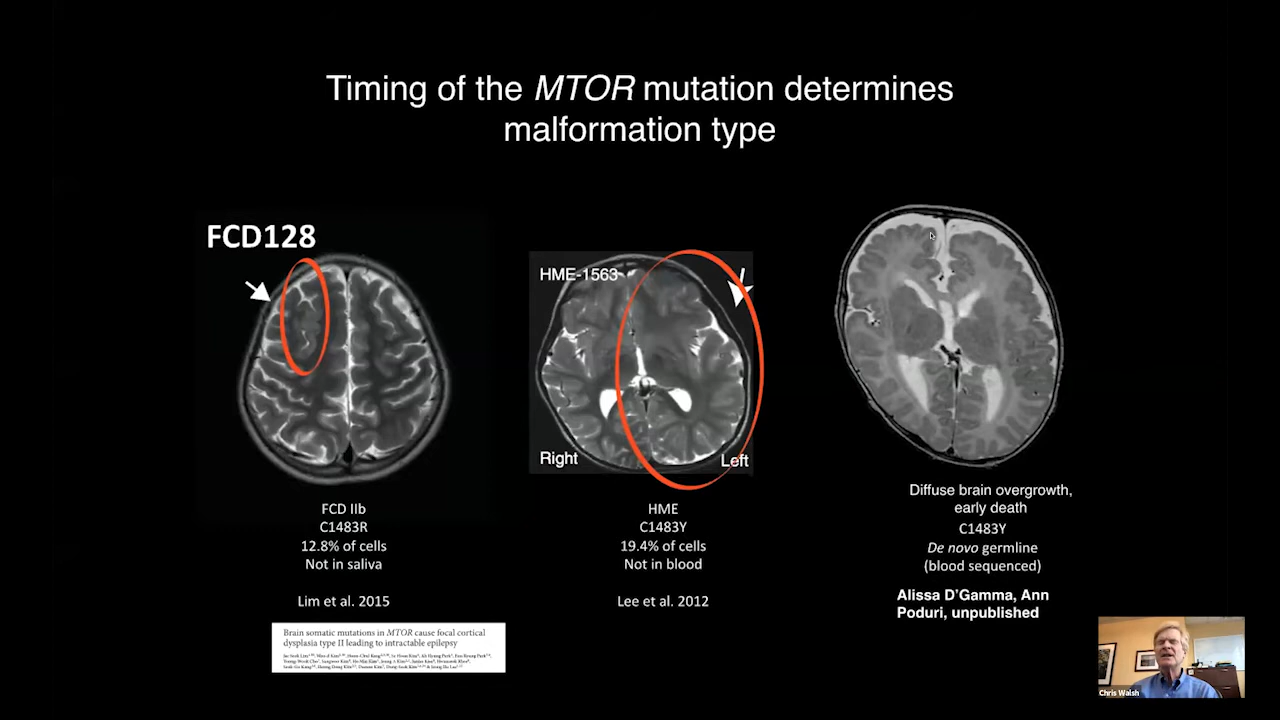 Timing of the MTOR mutation determines
malformation type
FCD128
HME-1563
Right
Left
FCD IIb
C1483R
12.8% of cells
Not in saliva
Lim et al. 2015
Brain somatic mutations in MTOR cause focal cortical
dysplasia type II leading to intractable epilepsy
HME
C1483Y
19.4% of cells
Not in blood
Lee et al. 2012
Diffuse brain overgrowth,
early death
C1483Y
De novo germline
(blood sequenced)
Alissa D'Gamma, Ann
Poduri, unpublished
Chris Walsh